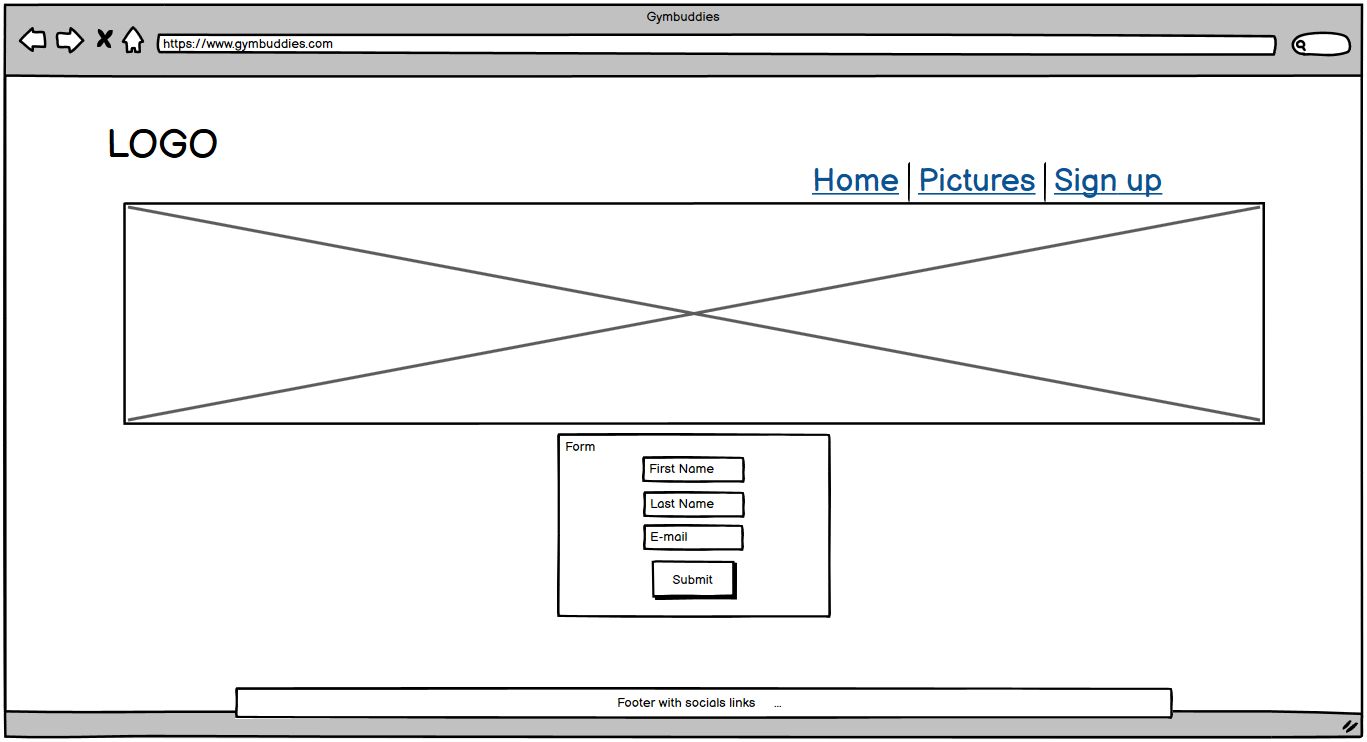 Gymbuddies
https://www.gymbuddies.com
LOGO
Home | Pictures | Sign up
Form
First Name
Last Name
E-mail
Submit
Footer with socials links ...